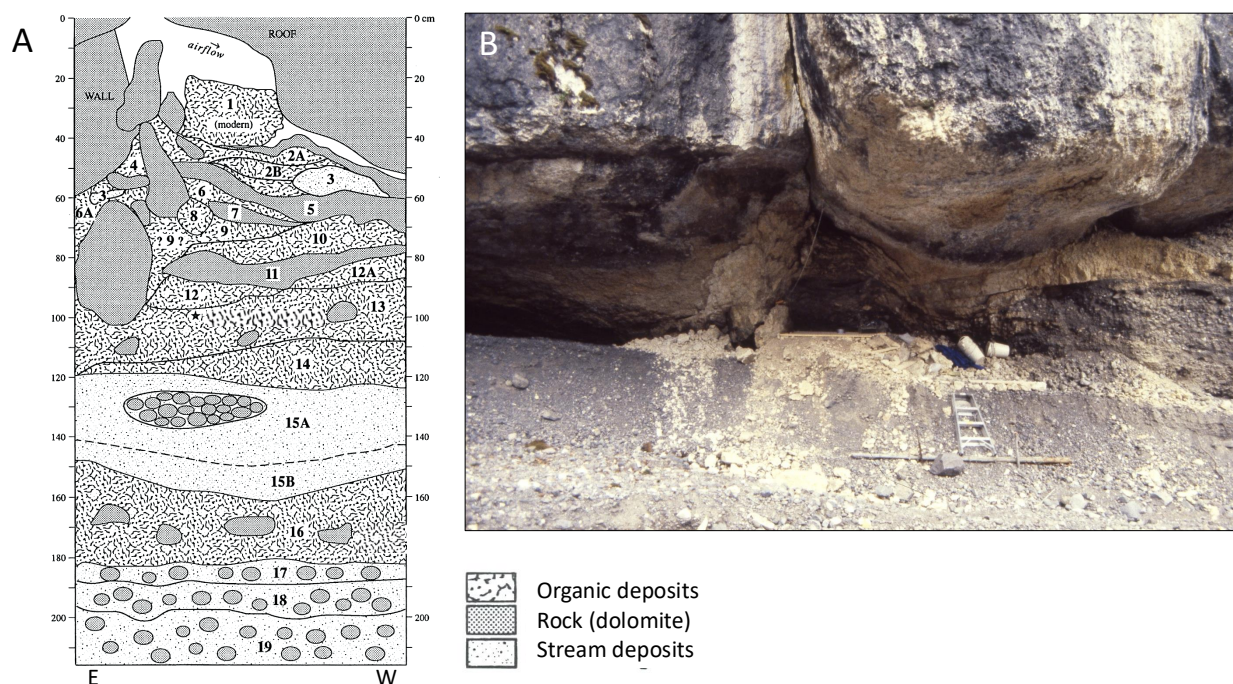 A
B
0
0 cm
20
20
40
40
60
60
80
80
100
100
120
120
140
140
160
160
180
180
200
200
ROOF
airflow
WALL
1
(modern)
2A
2B
3
4
3
6A
6
5
7
8
9
? 9 ?
10
11
12A
12
13
★
14
15A
15B
16
17
18
19
E
W
Organic deposits
Rock (dolomite)
Stream deposits